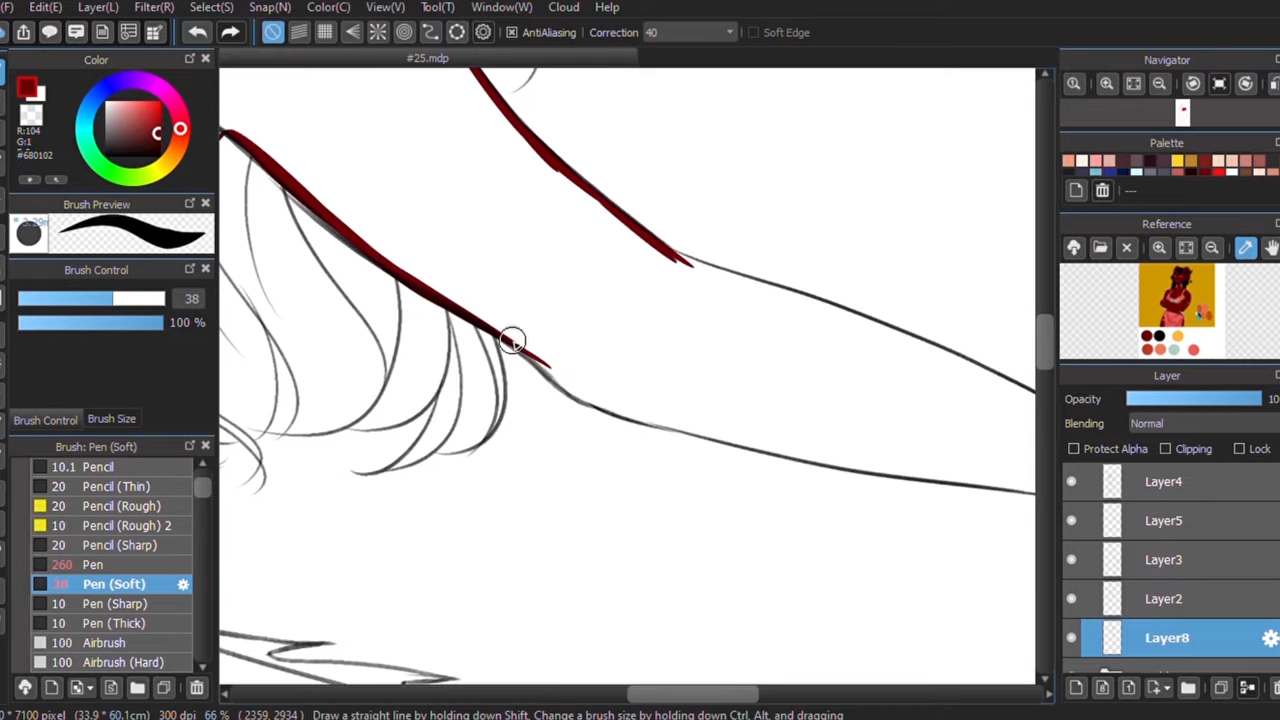 (F) Edit(E) Layer(L) Filter(R) Select(S) Snap(N) Color(C) View(V) Tool(T) Window(W) Cloud Help
AntiAliasing Correction 40 Soft Edge
#25.mdp
Color
R:104
G:1
#680102
Brush Preview
Brush Control
38
100 %
Brush Control Brush Size
Brush: Pen (Soft)
10.1 Pencil
20 Pencil (Thin)
20 Pencil (Rough)
10 Pencil (Rough) 2
20 Pencil (Sharp)
260 Pen
38 Pen (Soft)
10 Pen (Sharp)
10 Pen (Thick)
100 Airbrush
100 Airbrush (Hard)
Navigator
Palette
---
Reference
Layer
Opacity 10
Blending Normal
Protect Alpha Clipping Lock
Layer4
Layer5
Layer3
Layer2
Layer8
* 7100 pixel (33.9 * 60.1cm) 300 dpi 66 % ( 2359, 2934 ) Draw a straight line by holding down Shift, Change a brush size by holding down Ctrl, Alt, and dragging